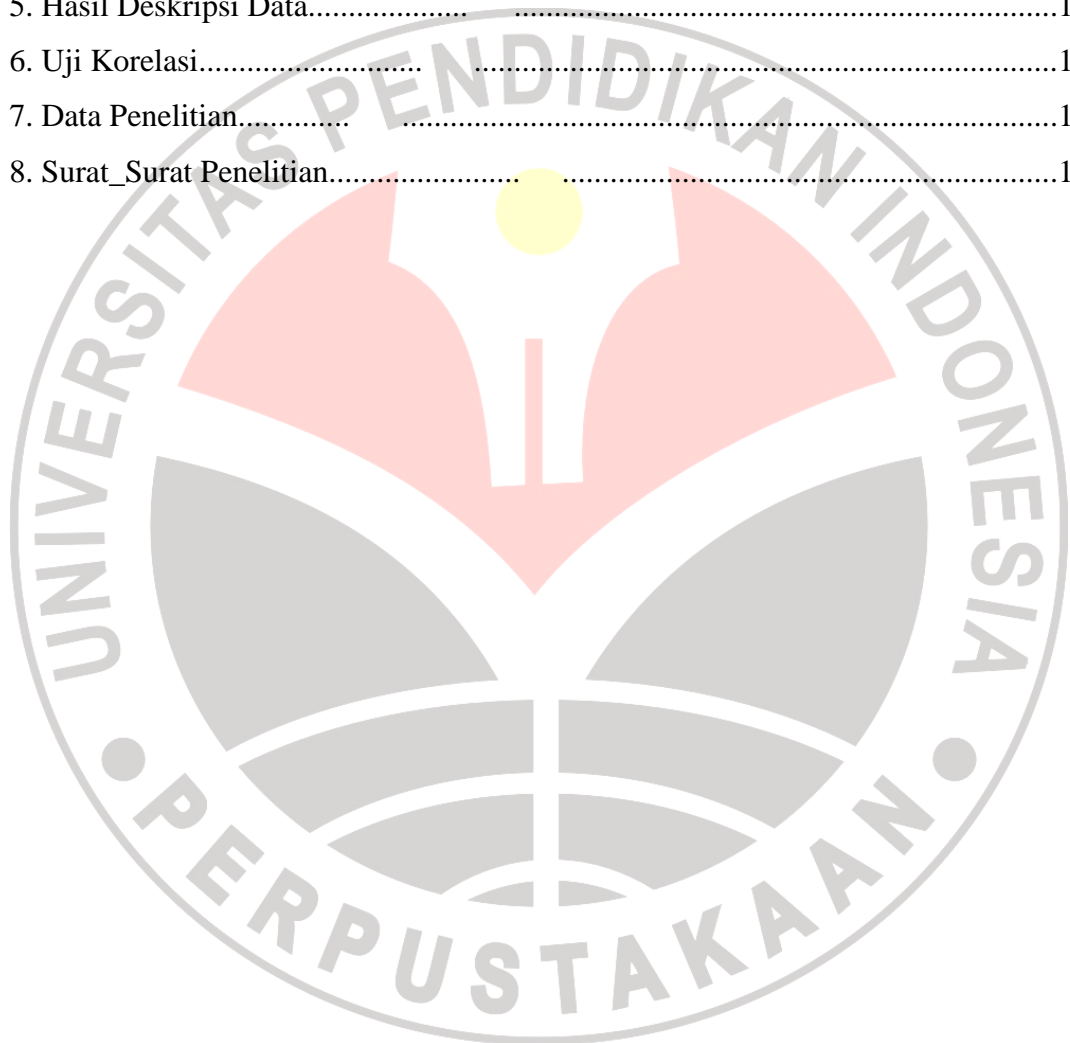 5. Hasil Deskripsi Data.................... ....................................................................1
6. Uji Korelasi.......................... .........................................................................1
7. Data Penelitian.............. ..................................................................................1
8. Surat_Surat Penelitian........................ ..............................................................1
UNIVERSITAS PENDIDIKAN INDONESIA
PERPUSTAKAAN